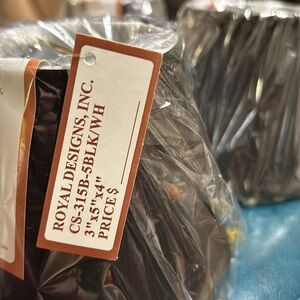 ROYAL DESIGNS, INC.
CS-315B-5BLK/WH
3"x5"x4"
PRICE $